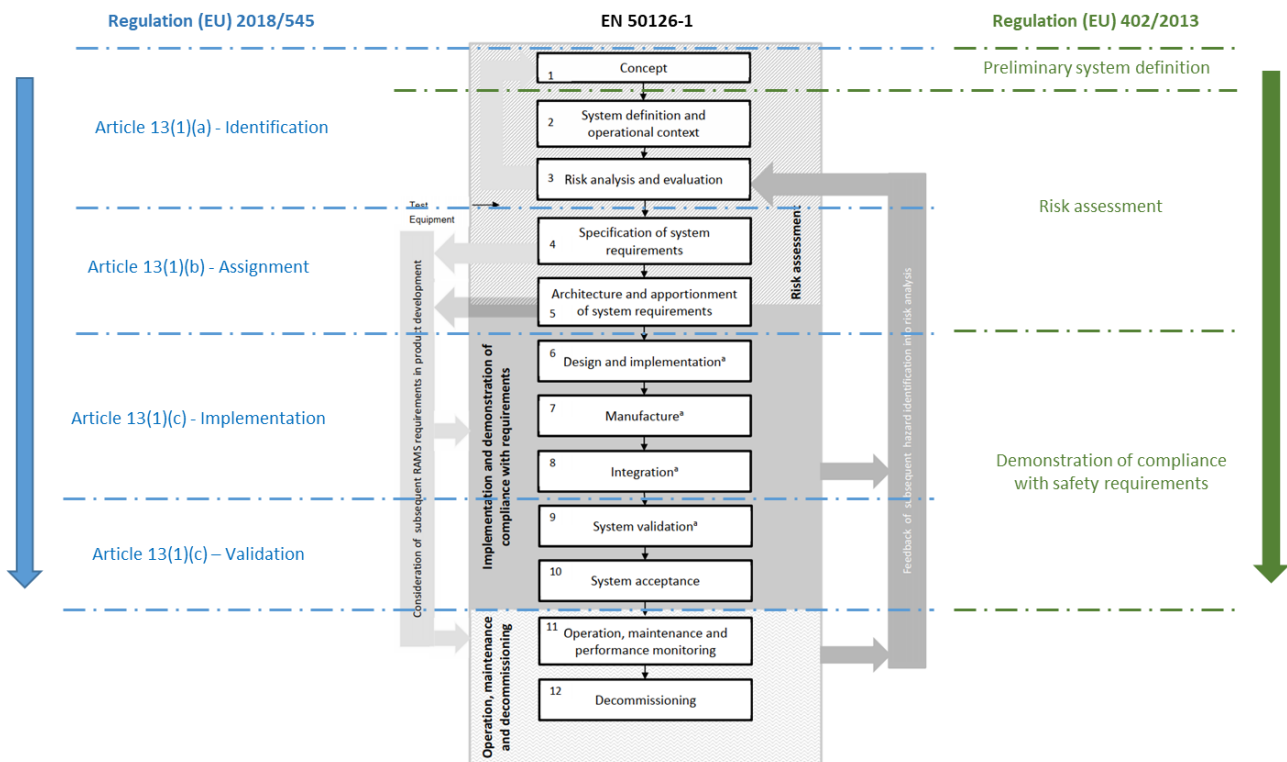 Regulation (EU) 2018/545
EN 50126-1
Regulation (EU) 402/2013
Article 13(1)(a) - Identification
Article 13(1)(b) - Assignment
Article 13(1)(c) - Implementation
Article 13(1)(c) – Validation
Test
Equipment
Consideration of subsequent RAMS requirements in product development
1
Concept
2
System definition and
operational context
3
Risk analysis and evaluation
4
Specification of system
requirements
5
Architecture and apportionment
of system requirements
6
Design and implementationᵃ
7
Manufactureᵃ
8
Integrationᵃ
9
System validationᵃ
10
System acceptance
11
Operation, maintenance and
performance monitoring
12
Decommissioning
Risk assessment
Implementation and demonstration of
compliance with requirements
Operation, maintenance
and decommissioning
Feedback of subsequent hazard identification into risk analysis
Preliminary system definition
Risk assessment
Demonstration of compliance
with safety requirements